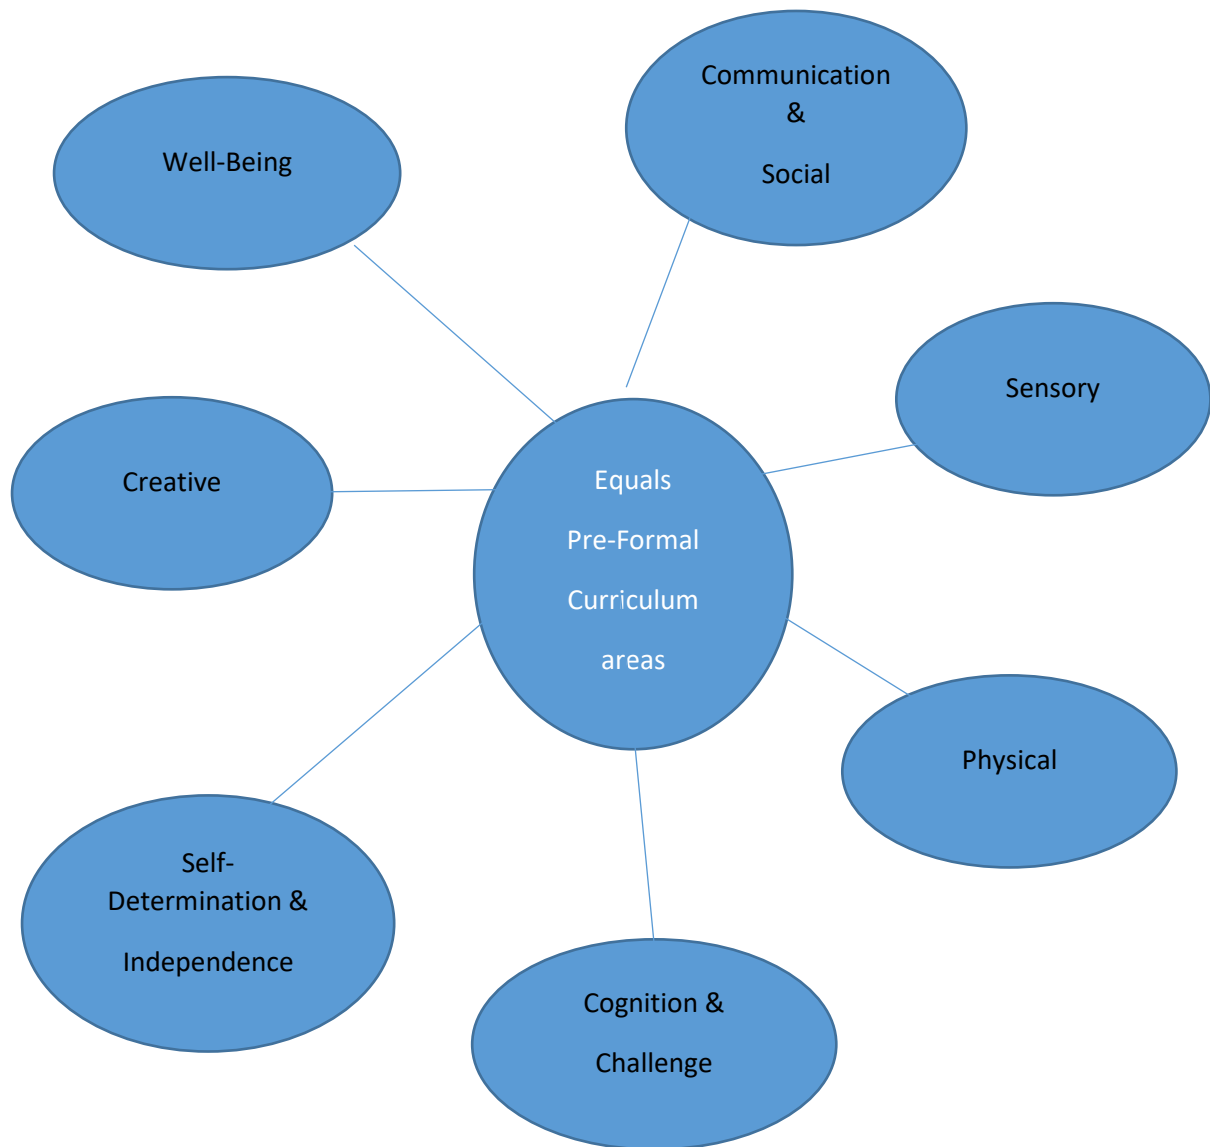 Communication
&
Social
Well-Being
Sensory
Creative
Equals
Pre-Formal
Curriculum
areas
Physical
Self-
Determination &
Independence
Cognition &
Challenge